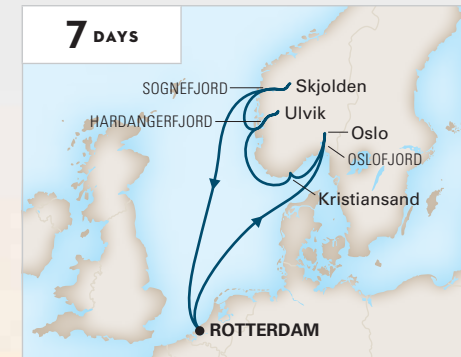 7 DAYS
SOGNEFJORD
Skjolden
HARDANGERFJORD
Ulvik
Oslo
OSLOFJORD
Kristiansand
ROTTERDAM